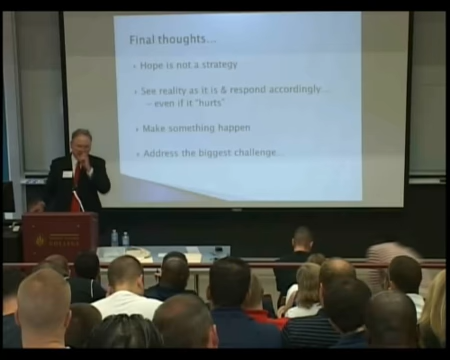 Final thoughts...
› Hope is not a strategy
› See reality as it is & respond accordingly...
– even if it "hurts"
› Make something happen
› Address the biggest challenge...